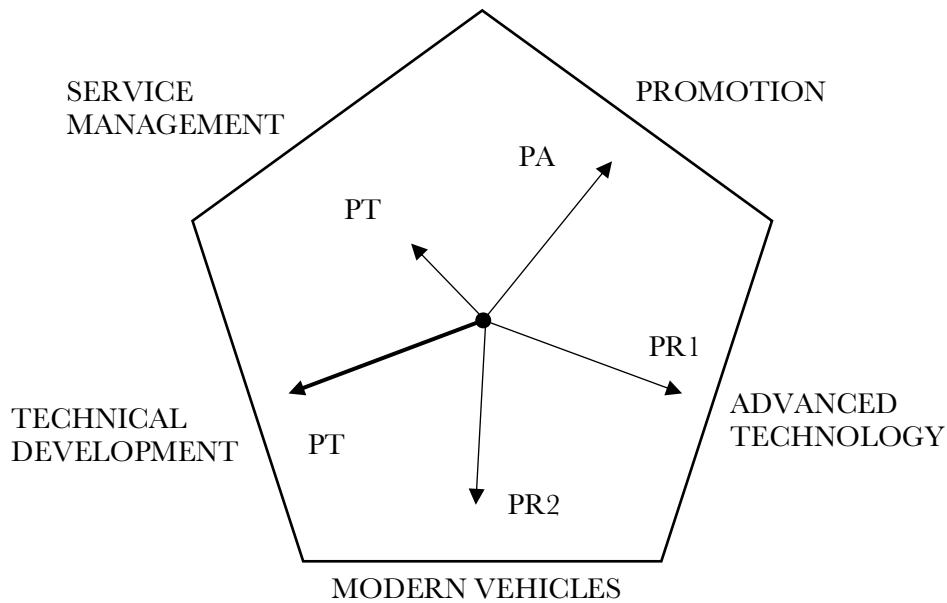 SERVICE
MANAGEMENT
PROMOTION
PA
PT
PR1
ADVANCED
TECHNOLOGY
TECHNICAL
DEVELOPMENT
PT
PR2
MODERN VEHICLES